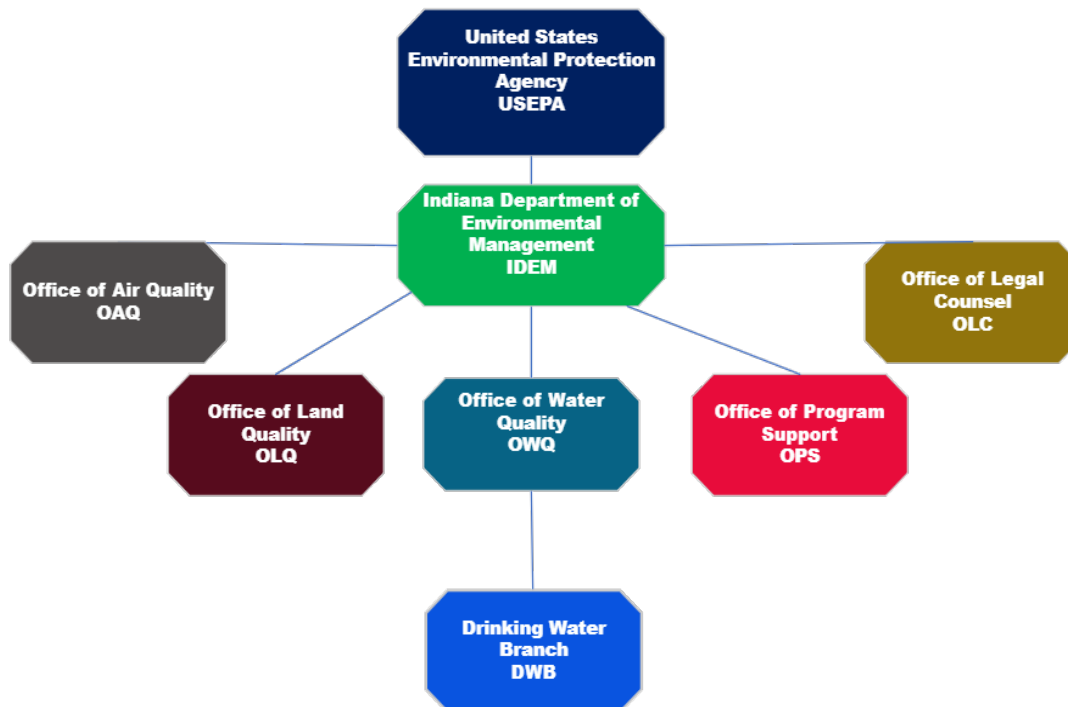 United States
Environmental Protection
Agency
USEPA
Indiana Department of
Environmental
Management
IDEM
Office of Air Quality
OAQ
Office of Legal
Counsel
OLC
Office of Land
Quality
OLQ
Office of Water
Quality
OWQ
Office of Program
Support
OPS
Drinking Water
Branch
DWB